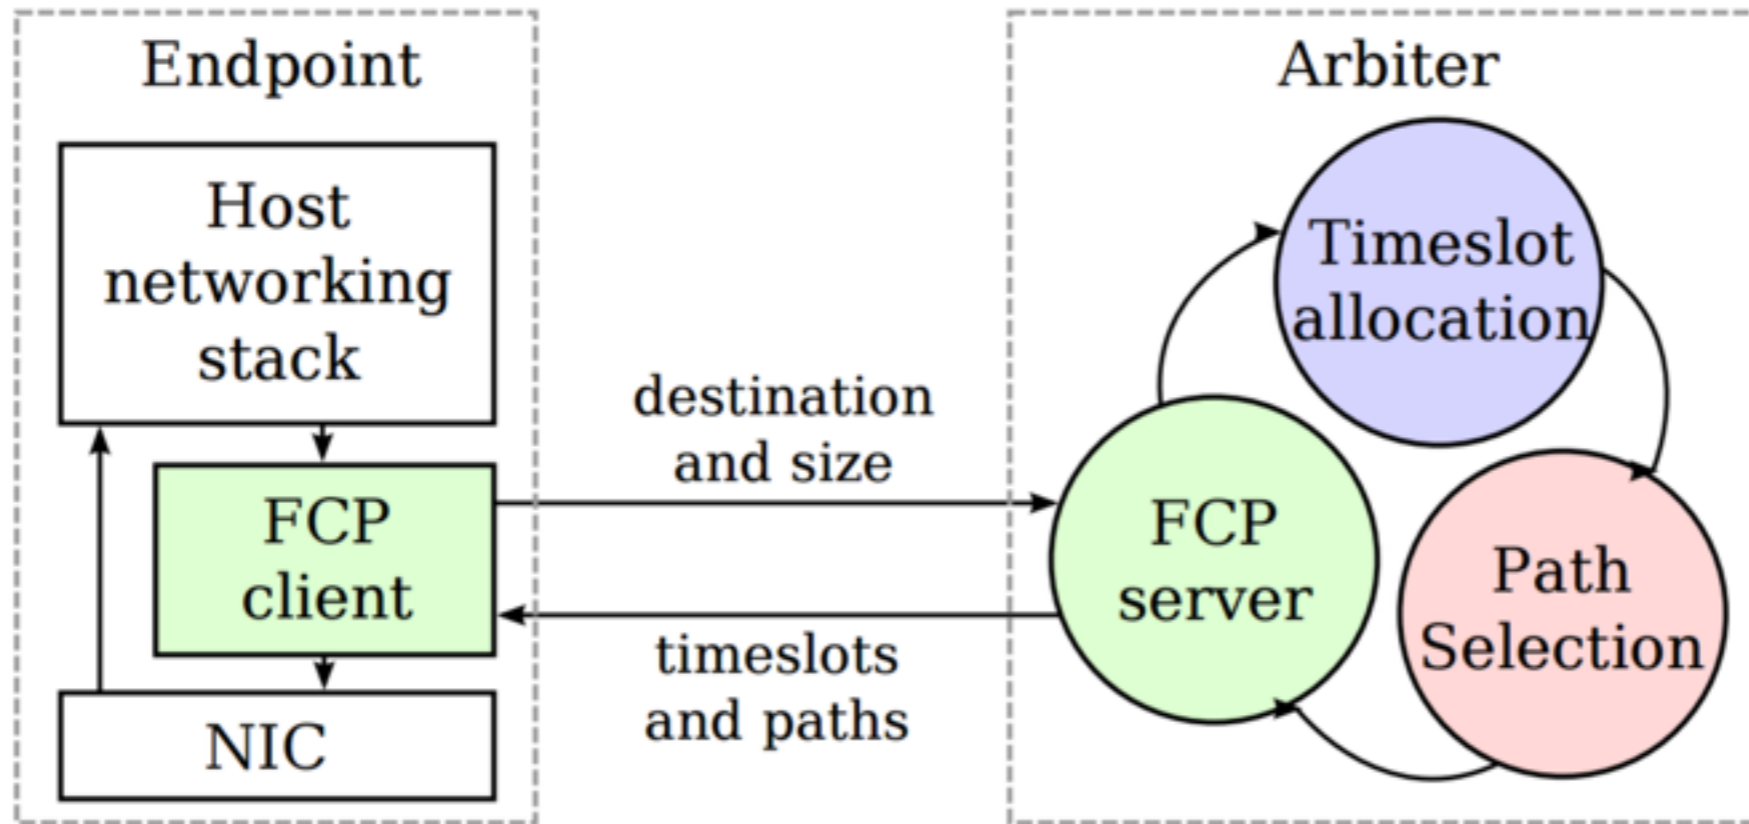 Endpoint
Host
networking
stack
FCP
client
NIC
destination
and size
timeslots
and paths
Arbiter
Timeslot
allocation
FCP
server
Path
Selection